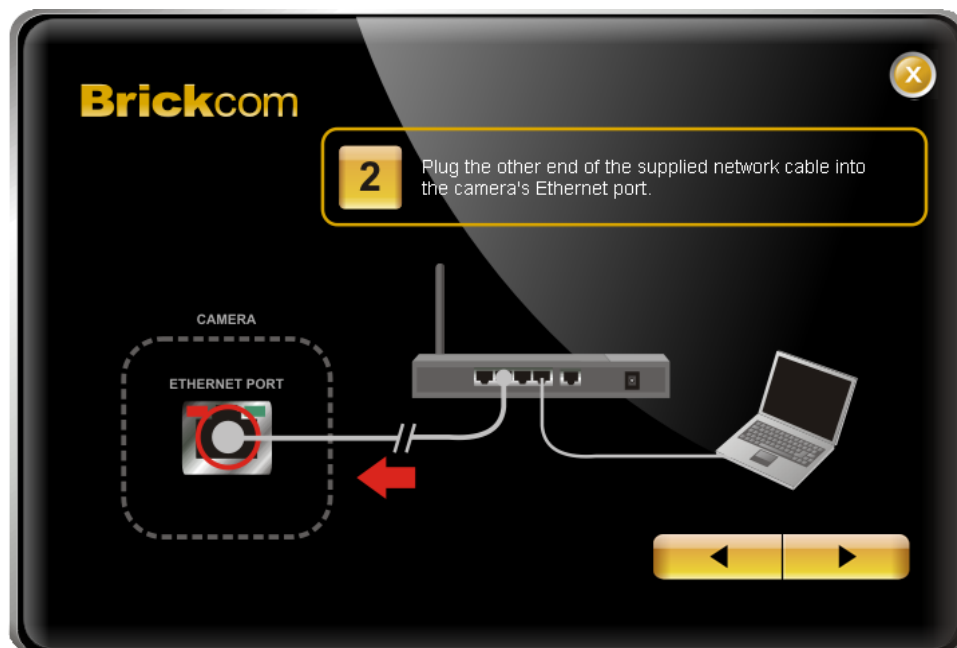 X
Brickcom
2
Plug the other end of the supplied network cable into
the camera's Ethernet port.
CAMERA
ETHERNET PORT